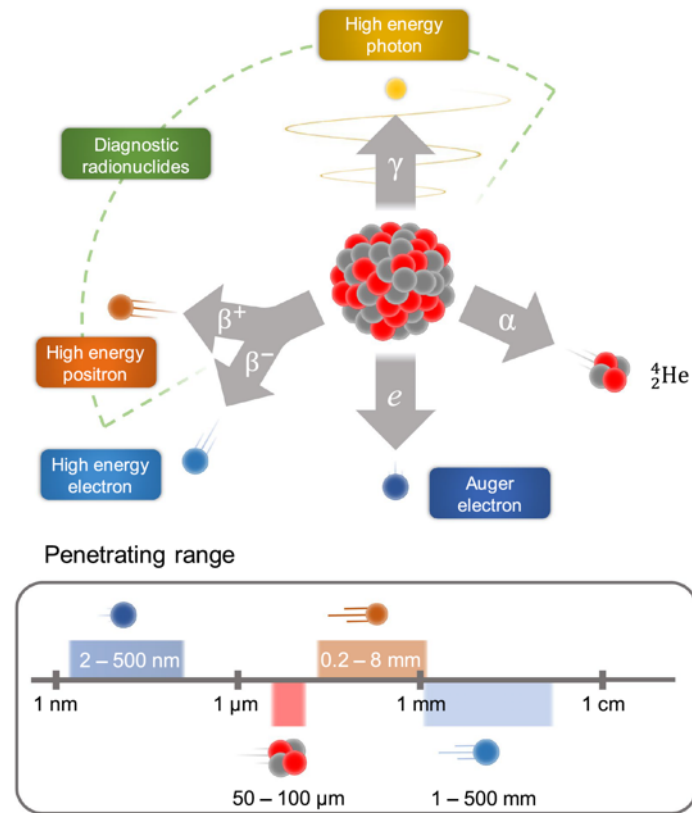 High energy
photon
Diagnostic
radionuclides
γ
β⁺
β⁻
α
e
High energy
positron
⁴₂He
High energy
electron
Auger
electron
Penetrating range
2 – 500 nm
0.2 – 8 mm
1 nm
1 μm
1 mm
1 cm
50 – 100 μm
1 – 500 mm